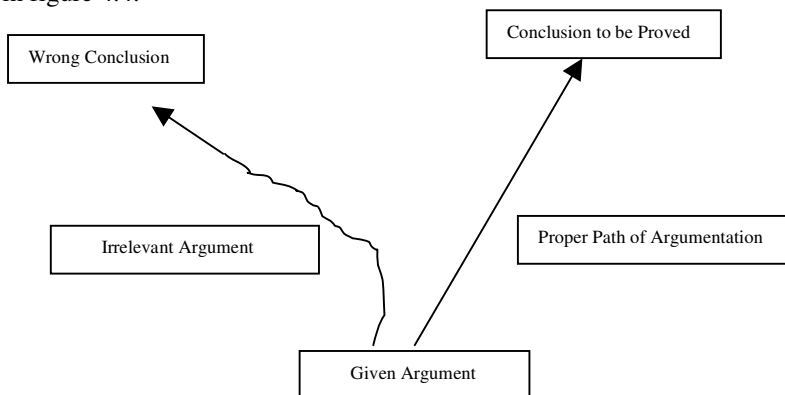 in figure 4.4.
Conclusion to be Proved
Wrong Conclusion
Irrelevant Argument
Proper Path of Argumentation
Given Argument